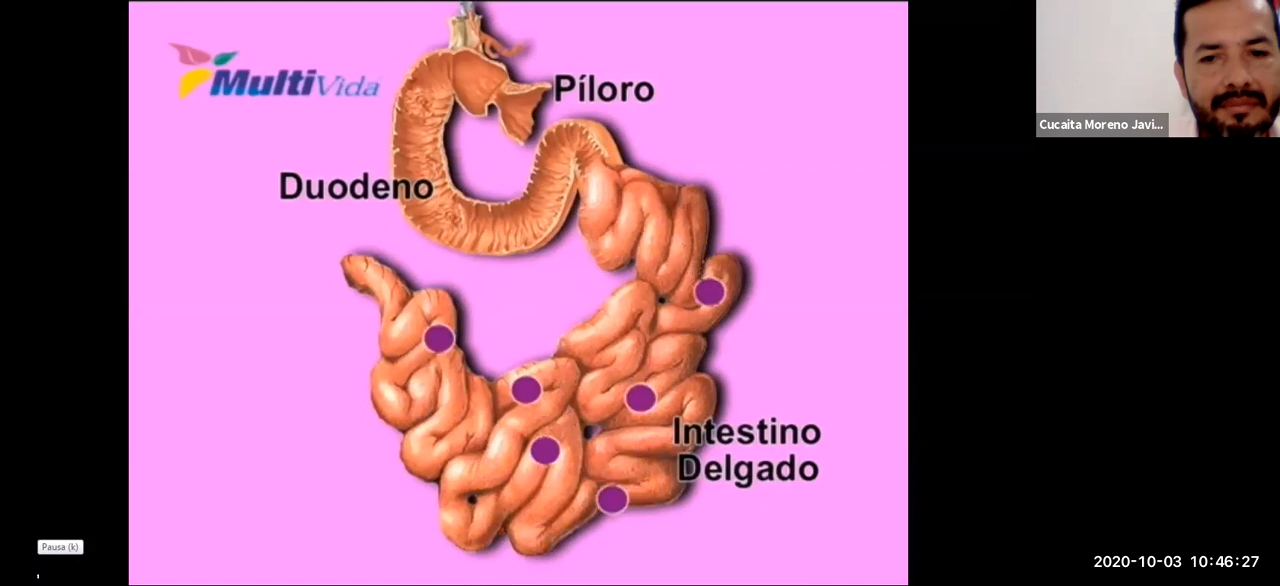 MultiVida
Píloro
Duodeno
Cucaita Moreno Javi...
Intestino
Delgado
Pausa (k)
2020-10-03 10:46:27